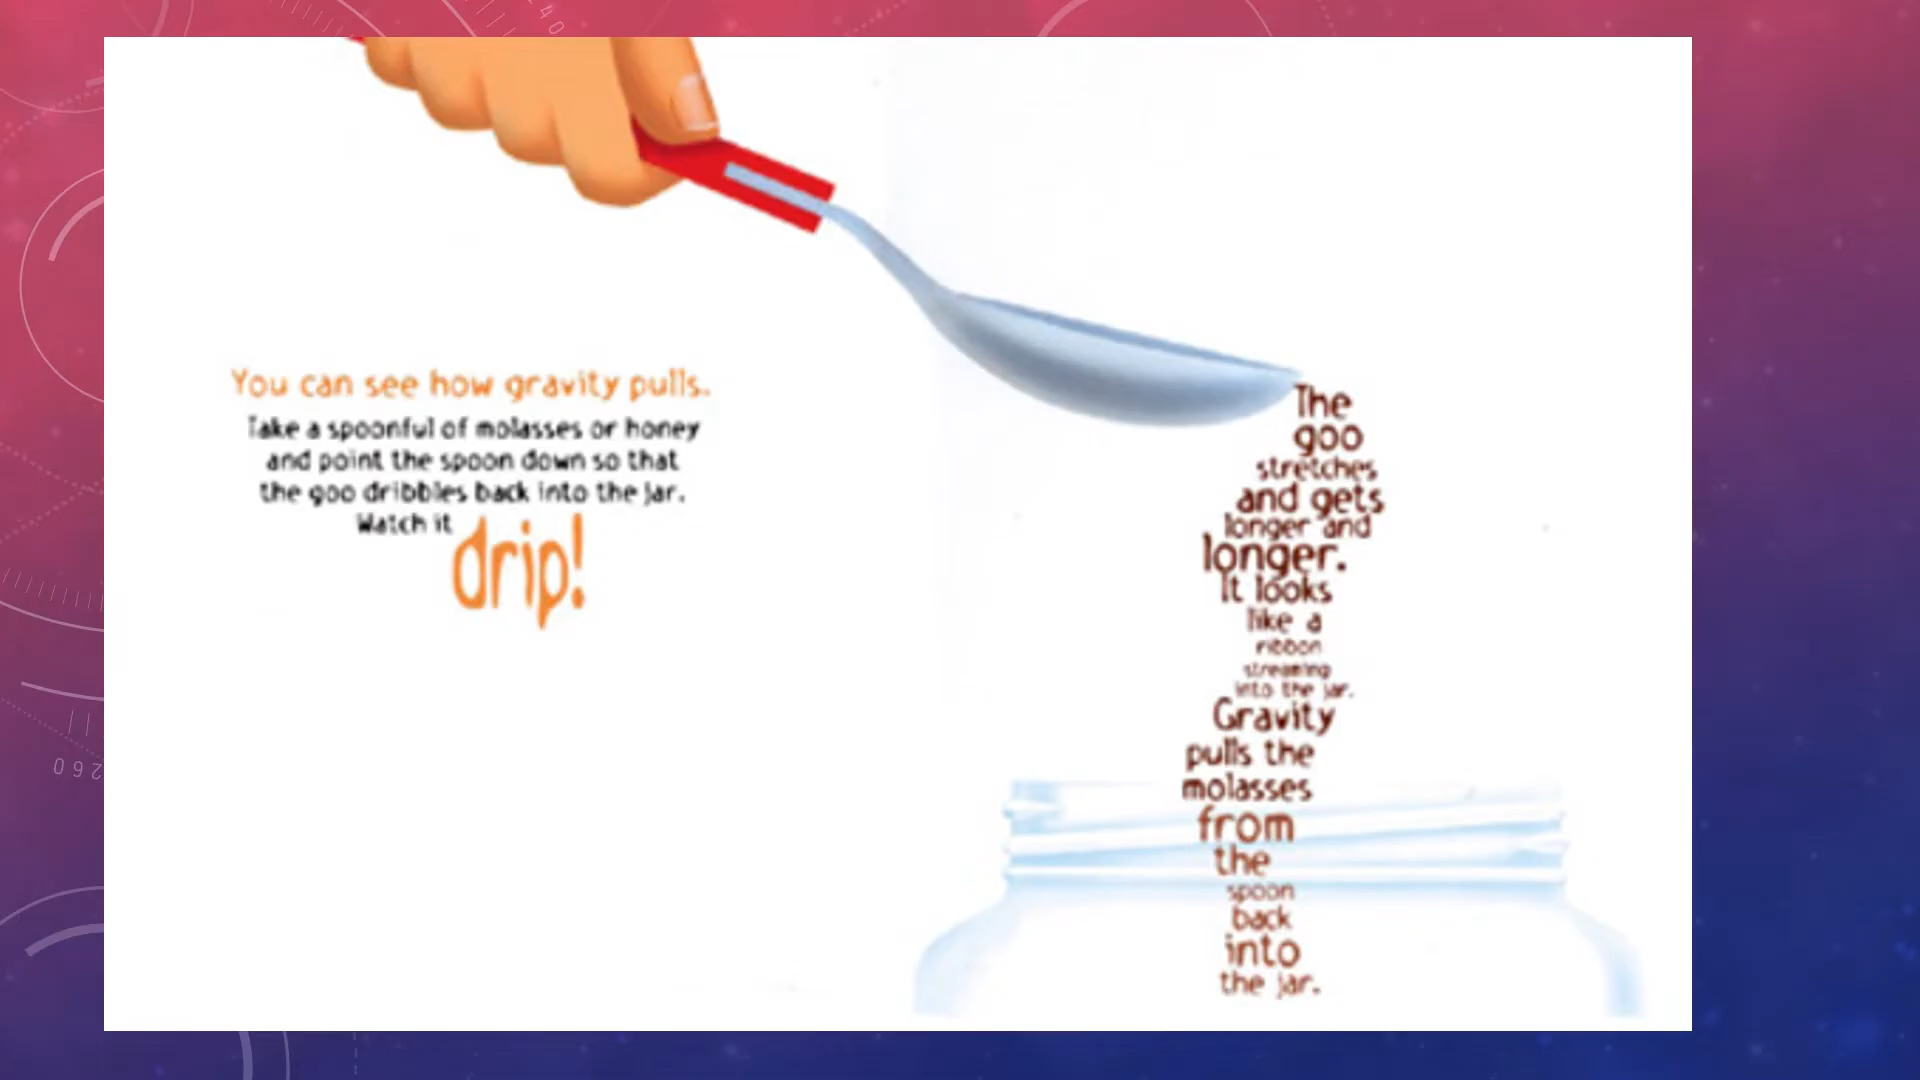 You can see how gravity pulls.
Take a spoonful of molasses or honey
and point the spoon down so that
the goo dribbles back into the jar.
Watch it drip!
The
goo
stretches
and gets
longer and
longer.
It looks
like a
ribbon
streaming
into the jar.
Gravity
pulls the
molasses
from
the
spoon
back
into
the jar.
260
40